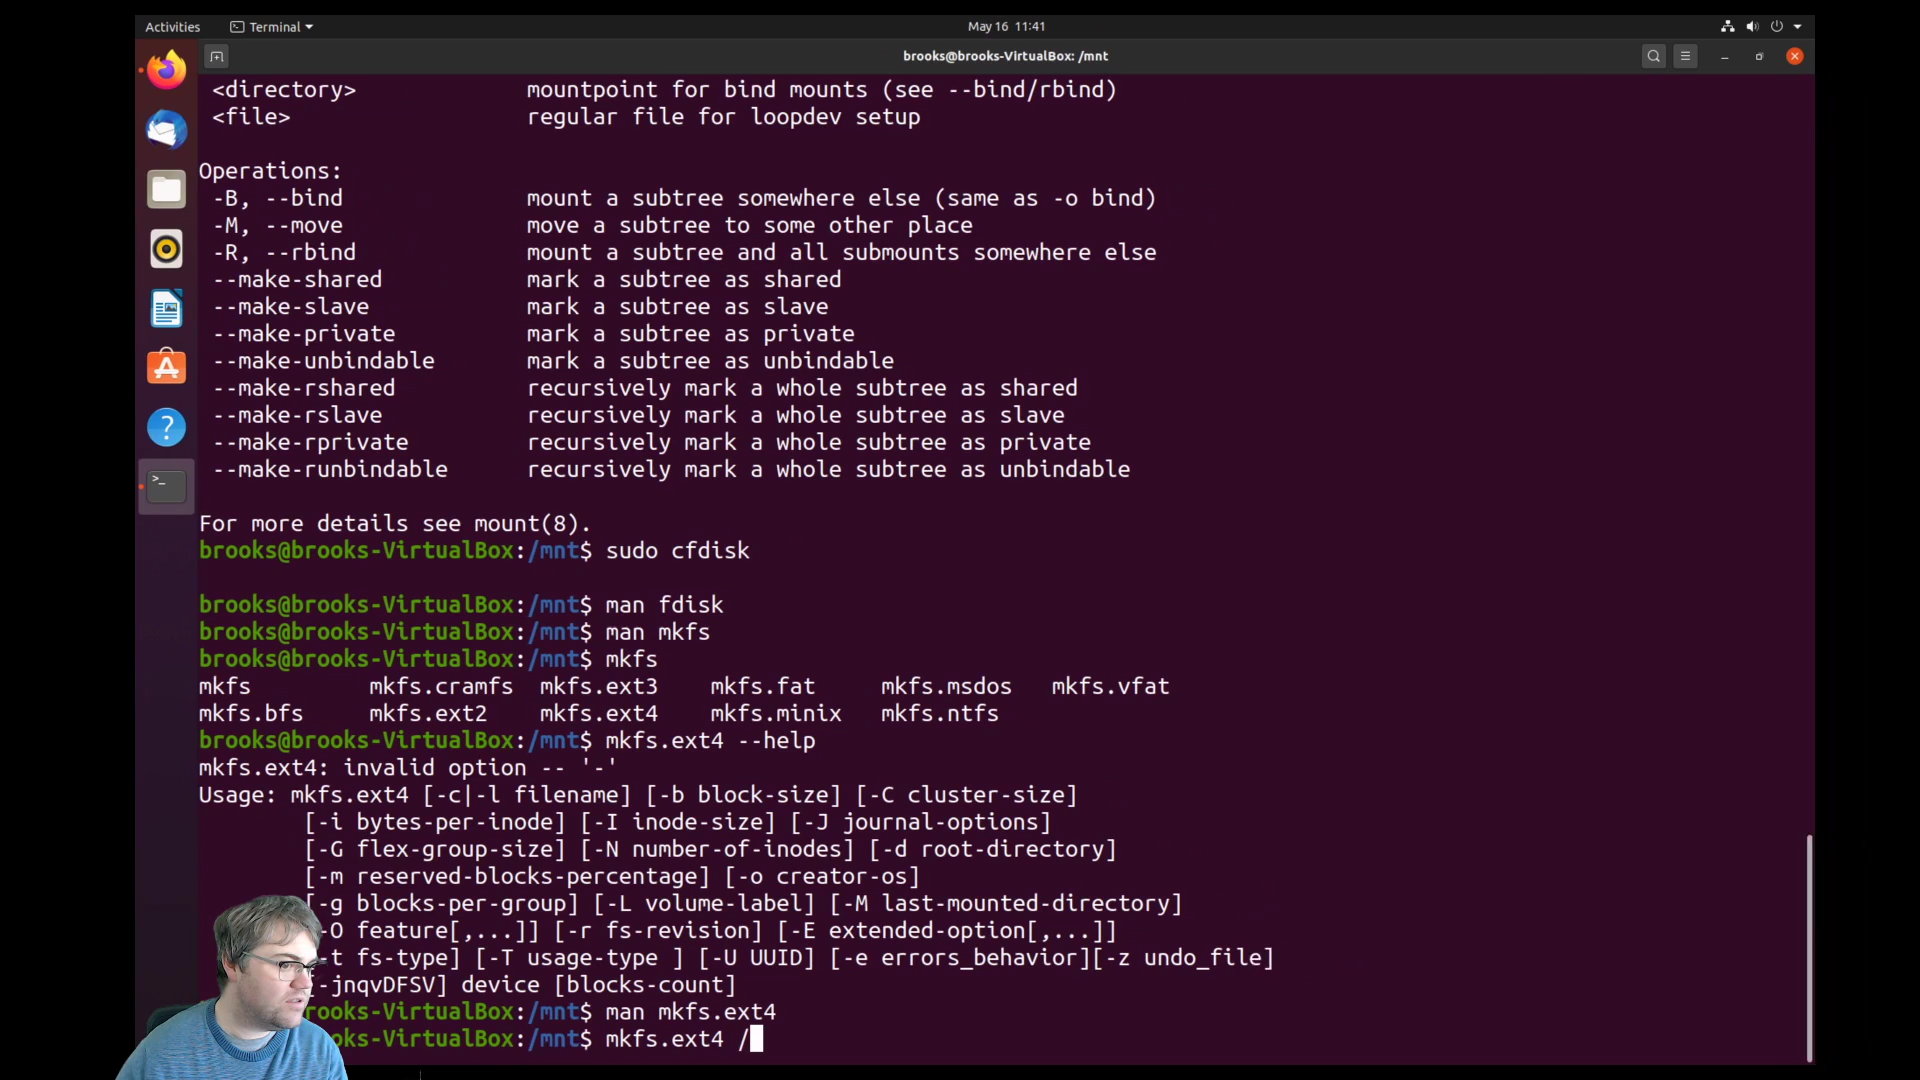 Activities Terminal May 16 11:41
brooks@brooks-VirtualBox: /mnt
<directory> mountpoint for bind mounts (see --bind/rbind)
<file> regular file for loopdev setup
Operations:
-B, --bind mount a subtree somewhere else (same as -o bind)
-M, --move move a subtree to some other place
-R, --rbind mount a subtree and all submounts somewhere else
--make-shared mark a subtree as shared
--make-slave mark a subtree as slave
--make-private mark a subtree as private
--make-unbindable mark a subtree as unbindable
--make-rshared recursively mark a whole subtree as shared
--make-rslave recursively mark a whole subtree as slave
--make-rprivate recursively mark a whole subtree as private
--make-runbindable recursively mark a whole subtree as unbindable
For more details see mount(8).
brooks@brooks-VirtualBox:/mnt$ sudo cfdisk
brooks@brooks-VirtualBox:/mnt$ man fdisk
brooks@brooks-VirtualBox:/mnt$ man mkfs
brooks@brooks-VirtualBox:/mnt$ mkfs
mkfs mkfs.cramfs mkfs.ext3 mkfs.fat mkfs.msdos mkfs.vfat
mkfs.bfs mkfs.ext2 mkfs.ext4 mkfs.minix mkfs.ntfs
brooks@brooks-VirtualBox:/mnt$ mkfs.ext4 --help
mkfs.ext4: invalid option -- '-'
Usage: mkfs.ext4 [-c|-l filename] [-b block-size] [-C cluster-size]
[-i bytes-per-inode] [-I inode-size] [-J journal-options]
[-G flex-group-size] [-N number-of-inodes] [-d root-directory]
[-m reserved-blocks-percentage] [-o creator-os]
[-g blocks-per-group] [-L volume-label] [-M last-mounted-directory]
-O feature[,...]] [-r fs-revision] [-E extended-option[,...]]
-t fs-type] [-T usage-type ] [-U UUID] [-e errors_behavior][-z undo_file]
[-jnqvDFSV] device [blocks-count]
rooks-VirtualBox:/mnt$ man mkfs.ext4
rooks-VirtualBox:/mnt$ mkfs.ext4 /